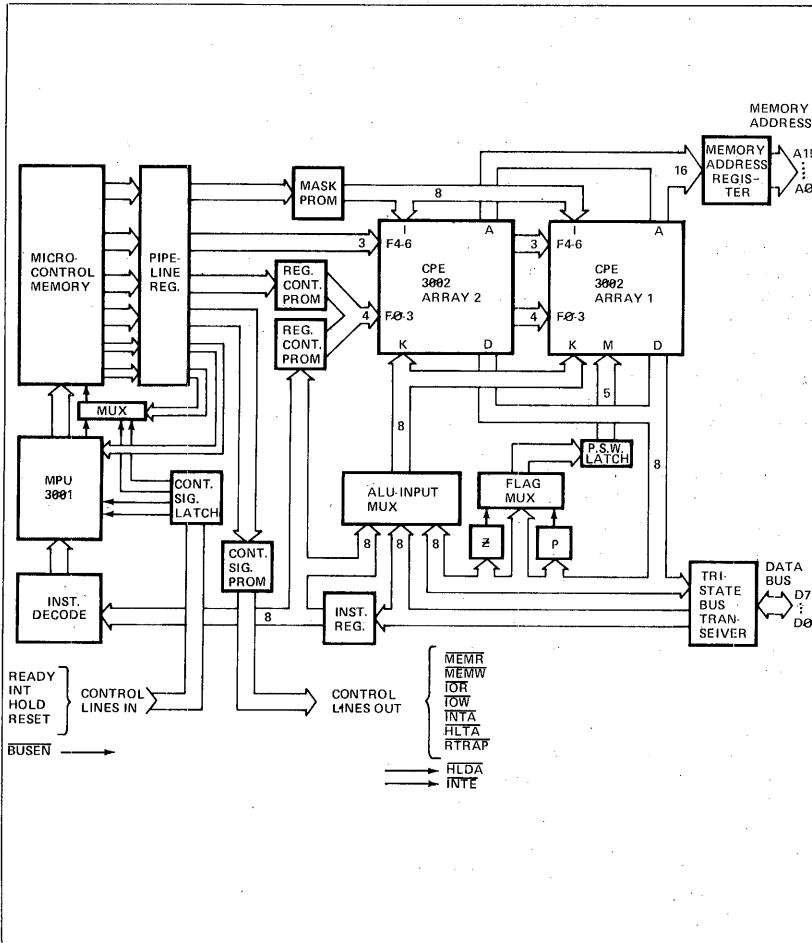 MEMORY
ADDRESS
MEMORY
ADDRESS
REGIS-
TER
A15
A0
16
MICRO-
CONTROL
MEMORY
PIPE-
LINE
REG.
MASK
PROM
8
3
I
A
F4-6
CPE
3002
ARRAY 2
F0-3
K
D
3
4
I
A
F4-6
CPE
3002
ARRAY 1
F0-3
K
M
D
REG.
CONT.
PROM
REG.
CONT.
PROM
4
MUX
MPU
3001
CONT.
SIG.
LATCH
8
5
P.S.W.
LATCH
8
ALU-INPUT
MUX
FLAG
MUX
8
8
8
Z
P
CONT.
SIG.
PROM
INST.
DECODE
8
INST.
REG.
TRI-
STATE
BUS
TRAN-
SEIVER
DATA
BUS
D7
D0
READY
INT
HOLD
RESET
CONTROL
LINES IN
BUSEN
CONTROL
LINES OUT
MEMR
MEMW
IOR
IOW
INTA
HLTA
RTRAP
HLDA
INTE